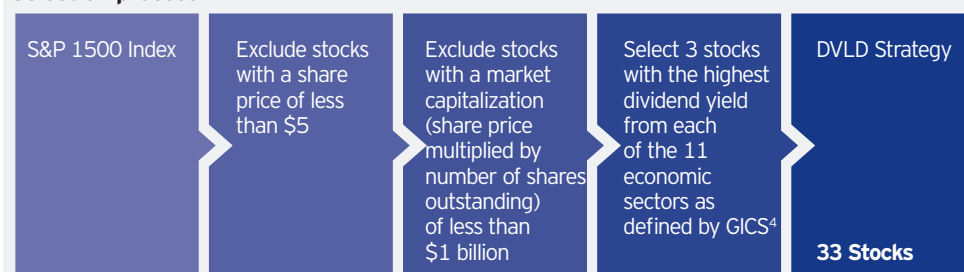 S&P 1500 Index
Exclude stocks
with a share
price of less
than $5
Exclude stocks
with a market
capitalization
(share price
multiplied by
number of shares
outstanding)
of less than
$1 billion
Select 3 stocks
with the highest
dividend yield
from each
of the 11
economic
sectors as
defined by GICS⁴
DVLD Strategy
33 Stocks